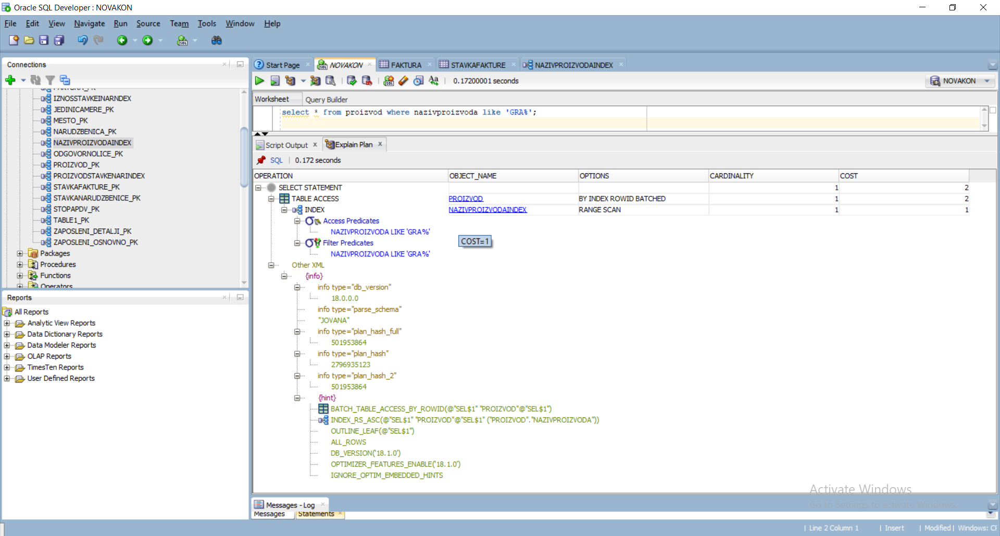 Oracle SQL Developer : NOVAKON
File Edit View Navigate Run Source Team Tools Window Help
Connections
IZNOSSTAVKEINARNDEX
JEDINICAMERE_PK
MESTO_PK
NARUDZBENICA_PK
NAZIVPROIZVODAINDEX
ODGOVORNOLICE_PK
PROIZVOD_PK
PROIZVODSTAVKENARINDEX
STAVKAFAKTURE_PK
STAVKANARUDZBENICE_PK
STOPAPDV_PK
TABLE1_PK
ZAPOSLENI_DETALJI_PK
ZAPOSLENI_OSNOVNO_PK
Packages
Procedures
Functions
Operators
Reports
All Reports
Analytic View Reports
Data Dictionary Reports
Data Modeler Reports
OLAP Reports
TimesTen Reports
User Defined Reports
Start Page NOVAKON FAKTURA STAVKAFAKTURE NAZIVPROIZVODAINDEX
0.17200001 seconds NOVAKON
Worksheet Query Builder
select * from proizvod where nazivproizvoda like 'GRA%';
Script Output Explain Plan
SQL 0.172 seconds
OPERATION OBJECT_NAME OPTIONS CARDINALITY COST
SELECT STATEMENT 1 2
TABLE ACCESS PROIZVOD BY INDEX ROWID BATCHED 1 2
INDEX NAZIVPROIZVODAINDEX RANGE SCAN 1 1
Access Predicates
NAZIVPROIZVODA LIKE 'GRA%'
COST=1
Filter Predicates
NAZIVPROIZVODA LIKE 'GRA%'
Other XML
{info}
info type="db_version"
18.0.0.0
info type="parse_schema"
"JOVANA"
info type="plan_hash_full"
501953864
info type="plan_hash"
2796935123
info type="plan_hash_2"
501953864
{hint}
BATCH_TABLE_ACCESS_BY_ROWID(@"SEL$1" "PROIZVOD"@"SEL$1")
INDEX_RS_ASC(@"SEL$1" "PROIZVOD"@"SEL$1" ("PROIZVOD"."NAZIVPROIZVODA"))
OUTLINE_LEAF(@"SEL$1")
ALL_ROWS
DB_VERSION('18.1.0')
OPTIMIZER_FEATURES_ENABLE('18.1.0')
IGNORE_OPTIM_EMBEDDED_HINTS
Activate Windows
Go to Settings to activate Windows.
Messages - Log
Messages Statements
Line 2 Column 1 Insert Modified Windows: